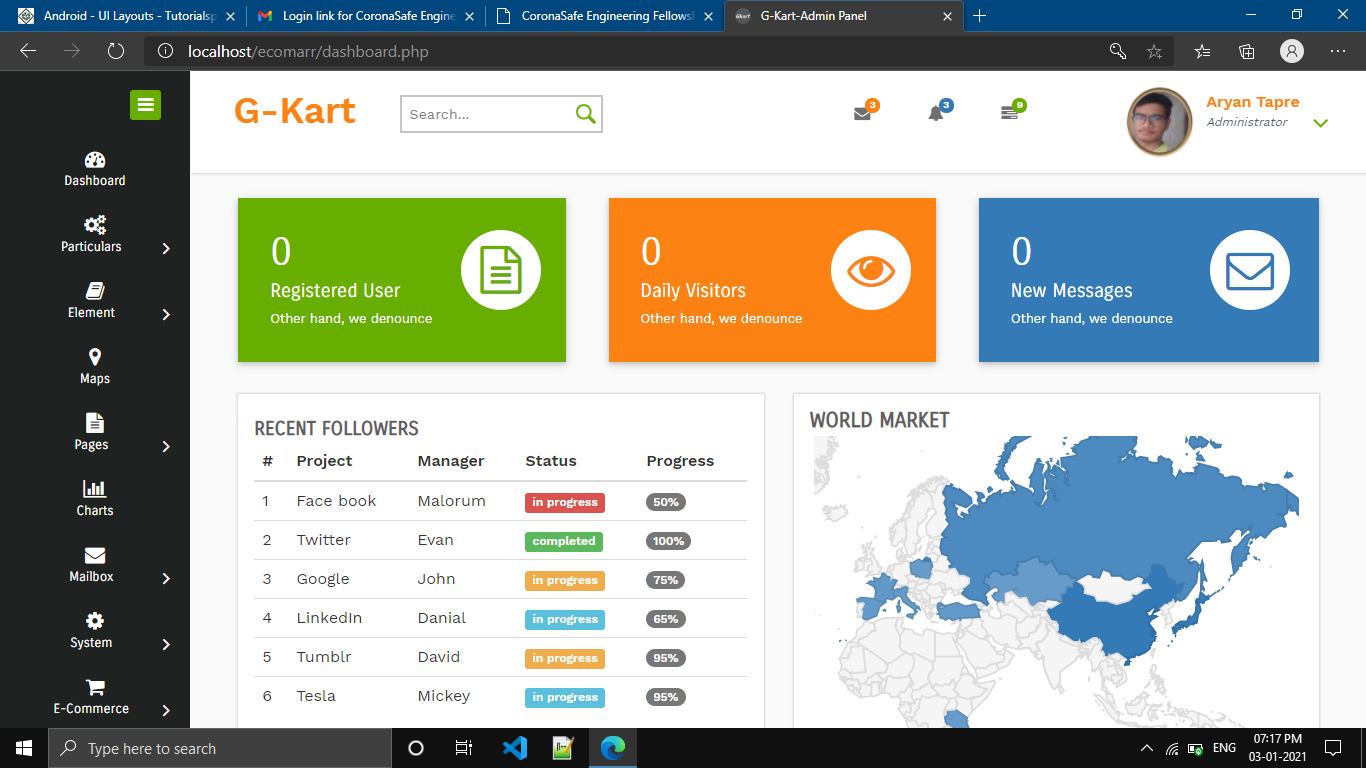 Android - UI Layouts - Tutorialsp
Login link for CoronaSafe Engine
CoronaSafe Engineering Fellows
G-Kart-Admin Panel
localhost/ecomarr/dashboard.php
G-Kart
Search...
3
3
9
Aryan Tapre
Administrator
Dashboard
Particulars
Element
Maps
Pages
Charts
Mailbox
System
E-Commerce
0
Registered User
Other hand, we denounce
0
Daily Visitors
Other hand, we denounce
0
New Messages
Other hand, we denounce
RECENT FOLLOWERS
# Project Manager Status Progress
1 Face book Malorum in progress 50%
2 Twitter Evan completed 100%
3 Google John in progress 75%
4 LinkedIn Danial in progress 65%
5 Tumblr David in progress 95%
6 Tesla Mickey in progress 95%
WORLD MARKET
Type here to search
ENG
07:17 PM
03-01-2021